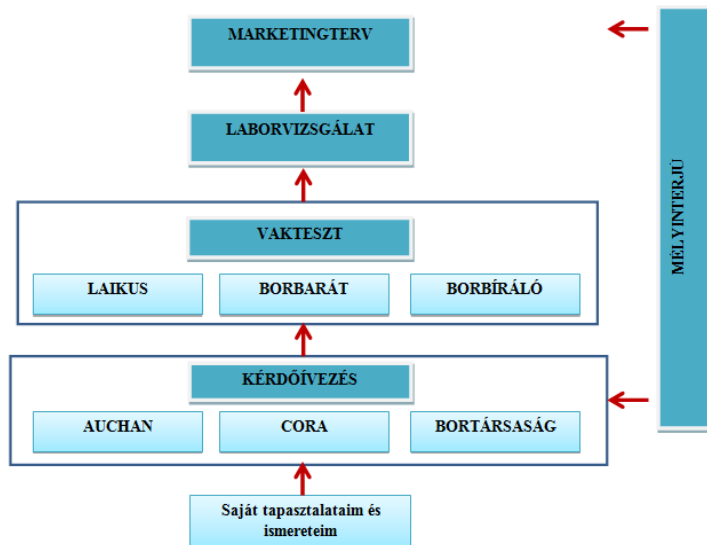 MARKETINGTERV
LABORVIZSGÁLAT
VAKTESZT
LAIKUS
BORBARÁT
BORBÍRÁLÓ
KÉRDŐÍVEZÉS
AUCHAN
CORA
BORTÁRSASÁG
Saját tapasztalataim és
ismereteim
MÉLYINTERJÚ